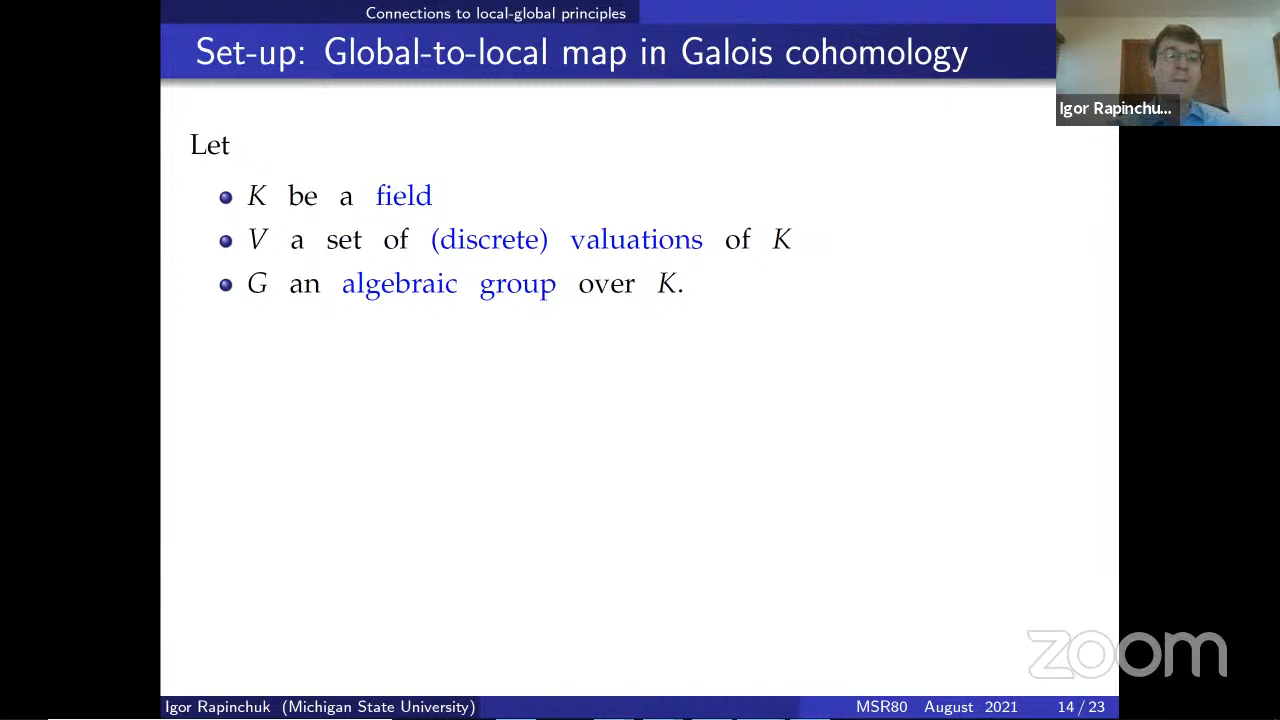 Connections to local-global principles
Set-up: Global-to-local map in Galois cohomology
Igor Rapinchu...
Let
K be a field
V a set of (discrete) valuations of K
G an algebraic group over K.
zoom
Igor Rapinchuk (Michigan State University) MSR80 August 2021 14 / 23